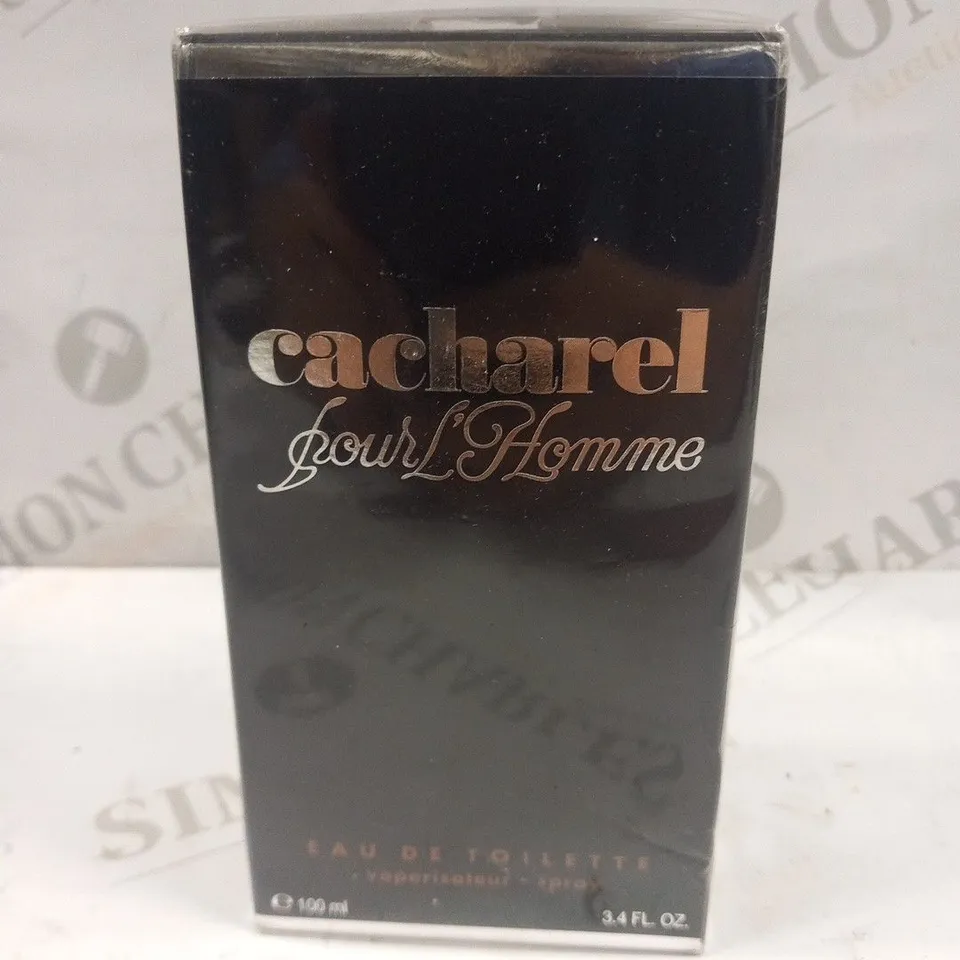 cacharel
pour L'Homme
EAU DE TOILETTE
vaporisateur - spray
℮ 100 ml
3.4 FL. OZ.